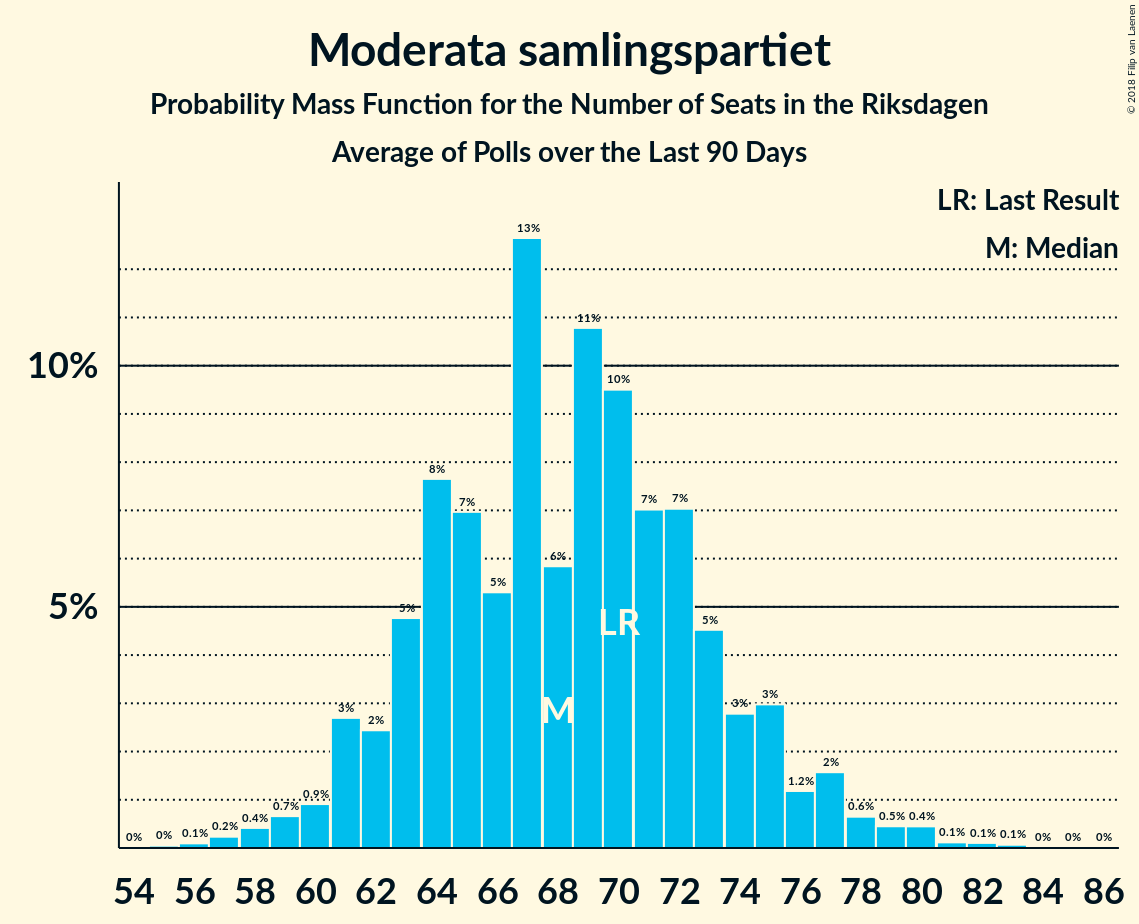 Moderata samlingspartiet
Probability Mass Function for the Number of Seats in the Riksdagen
Average of Polls over the Last 90 Days
© 2018 Filip van Laenen
LR: Last Result
M: Median
10%
5%
0% 0% 0.1% 0.2% 0.4% 0.7% 0.9% 3% 2% 5% 8% 7% 5% 13% 6% 11% 10% 7% 7% 5% 3% 3% 1.2% 2% 0.6% 0.5% 0.4% 0.1% 0.1% 0.1% 0% 0% 0%
LR
M
54 56 58 60 62 64 66 68 70 72 74 76 78 80 82 84 86